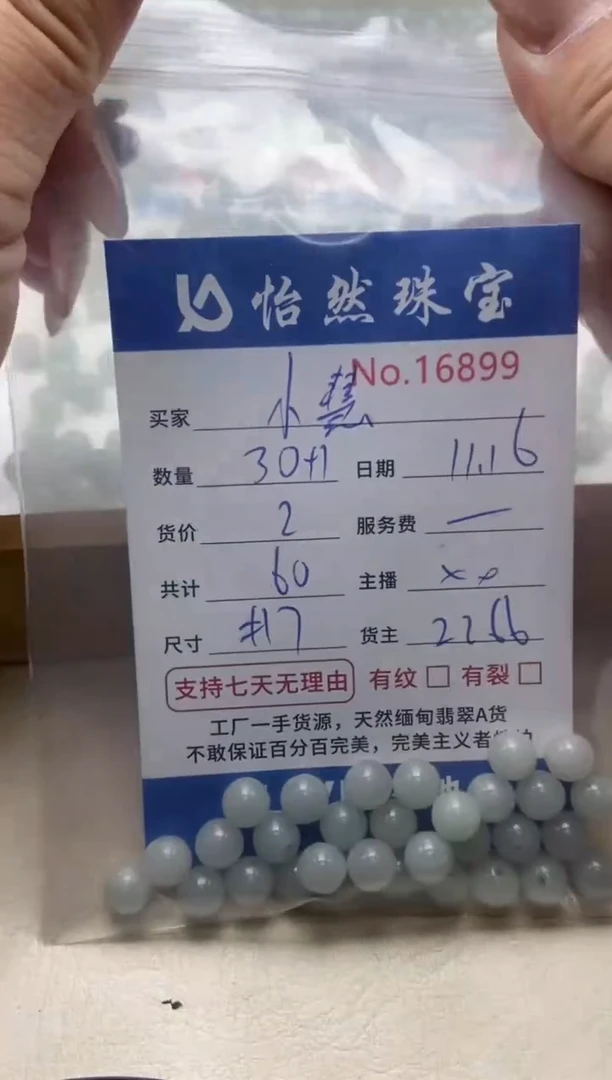 怡然珠宝
No.16899
买家 小慧
数量 30+1 日期 11.16
货价 2 服务费 一
共计 60 主播
尺寸 货主 2266
支持七天无理由 有纹 □ 有裂 □
工厂一手货源，天然缅甸翡翠A货
不敢保证百分百完美，完美主义者